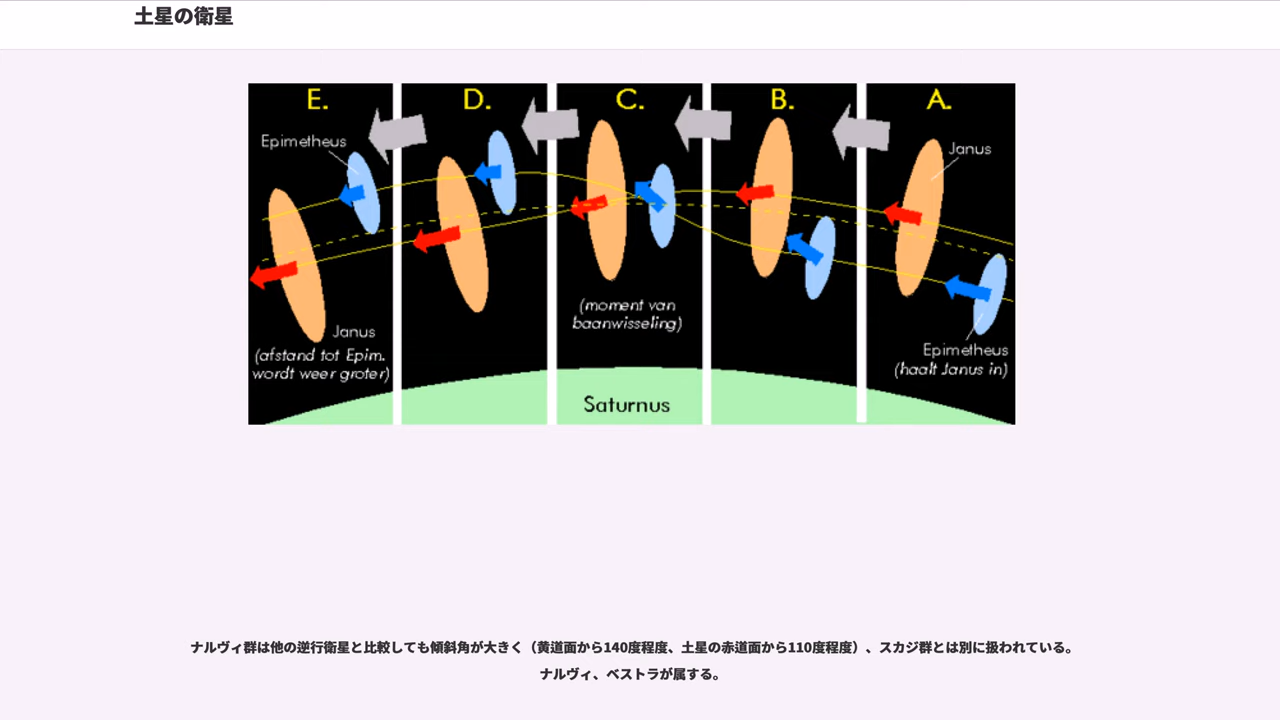 土星の衛星
E.
D.
C.
B.
A.
Epimetheus
Janus
(moment van
baanwisseling)
Janus
(afstand tot Epim.
wordt weer groter)
Epimetheus
(haalt Janus in)
Saturnus
ナルヴィ群は他の逆行衛星と比較しても傾斜角が大きく（黄道面から140度程度、土星の赤道面から110度程度）、スカジ群とは別に扱われている。
ナルヴィ、ベストラが属する。